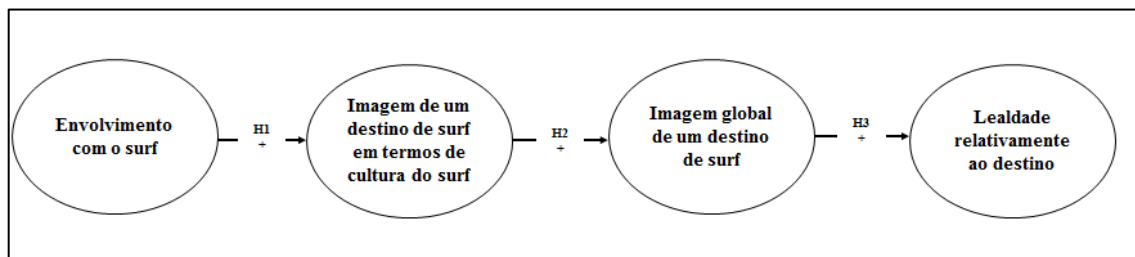 Envolvimento
com o surf
H1
+
Imagem de um
destino de surf
em termos de
cultura do surf
H2
+
Imagem global
de um destino
de surf
H3
+
Lealdade
relativamente
ao destino